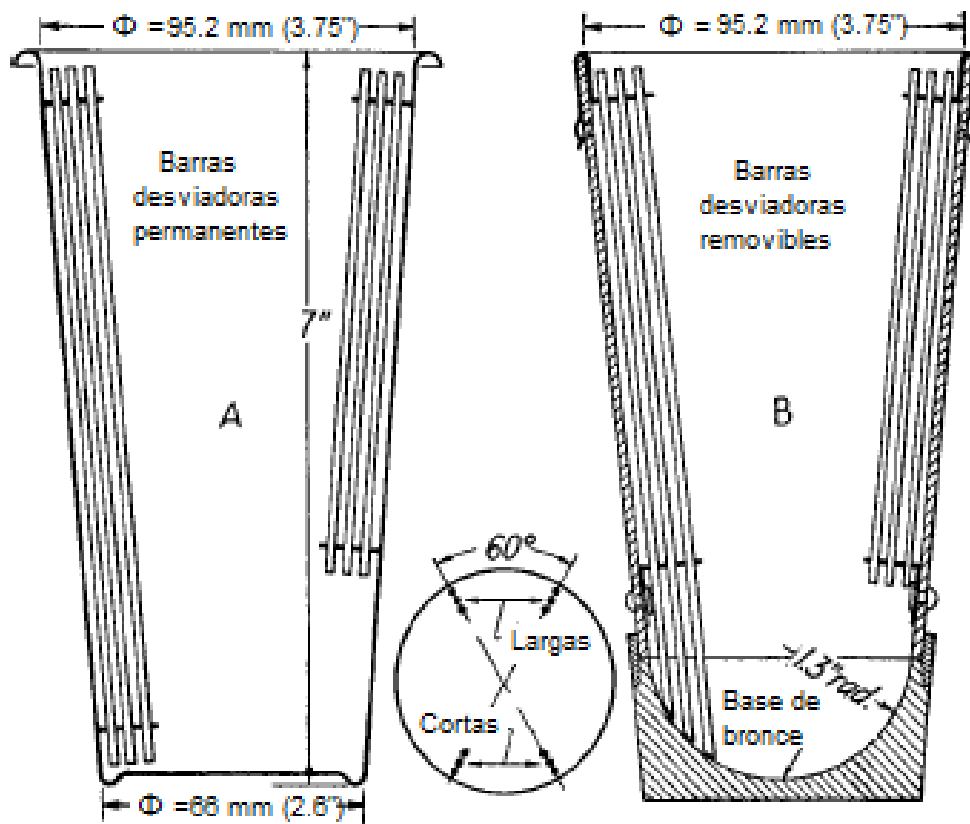 Φ =95.2 mm (3.75")
Φ =95.2 mm (3.75")
Barras
desviadoras
permanentes
Barras
desviadoras
removibles
7"
A
B
60°
Largas
Cortas
1.3" rad.
Base de
bronce
Φ =66 mm (2.6")